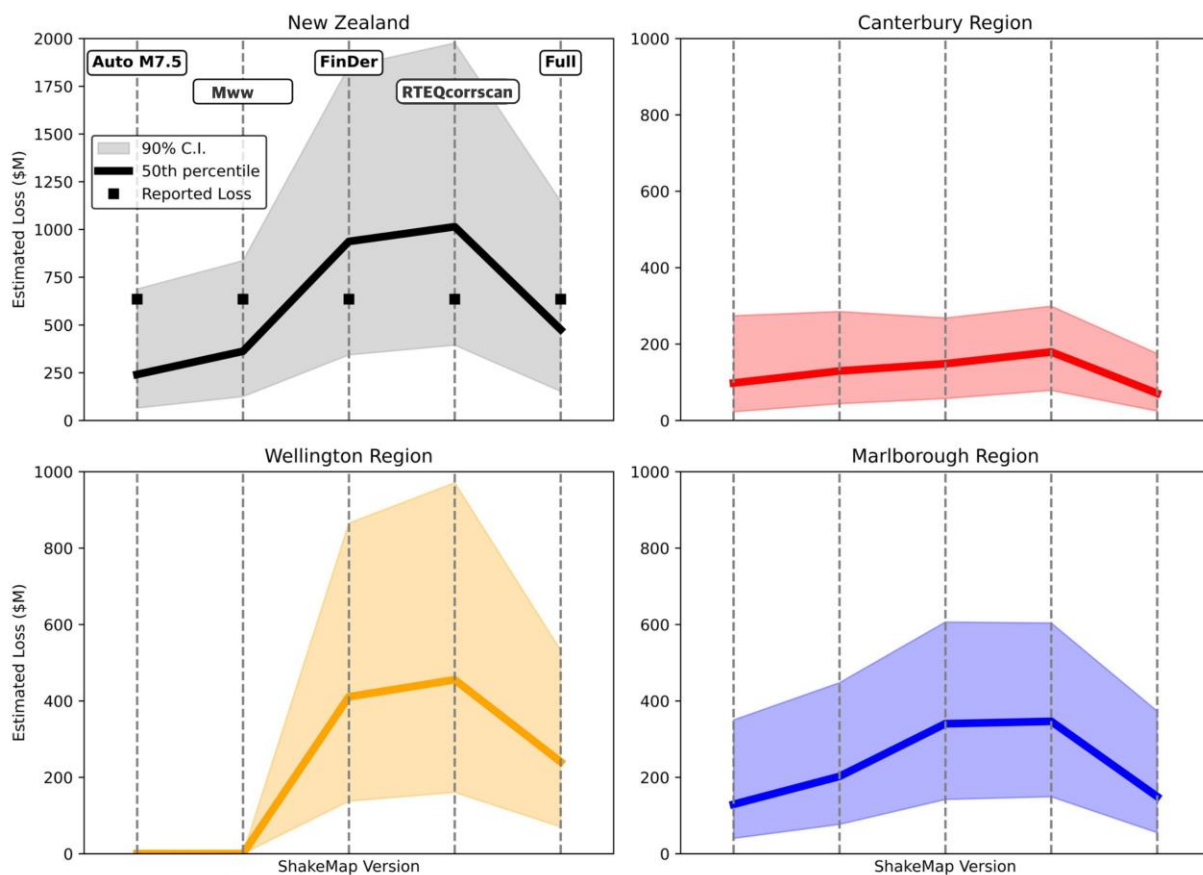 New Zealand
2000
1750
1500
1250
1000
750
500
250
0
Estimated Loss ($M)
Auto M7.5
Mww
FinDer
RTEQcorrscan
Full
90% C.I.
50th percentile
Reported Loss
Canterbury Region
1000
800
600
400
200
0
Wellington Region
1000
800
600
400
200
0
Estimated Loss ($M)
ShakeMap Version
Marlborough Region
1000
800
600
400
200
0
ShakeMap Version